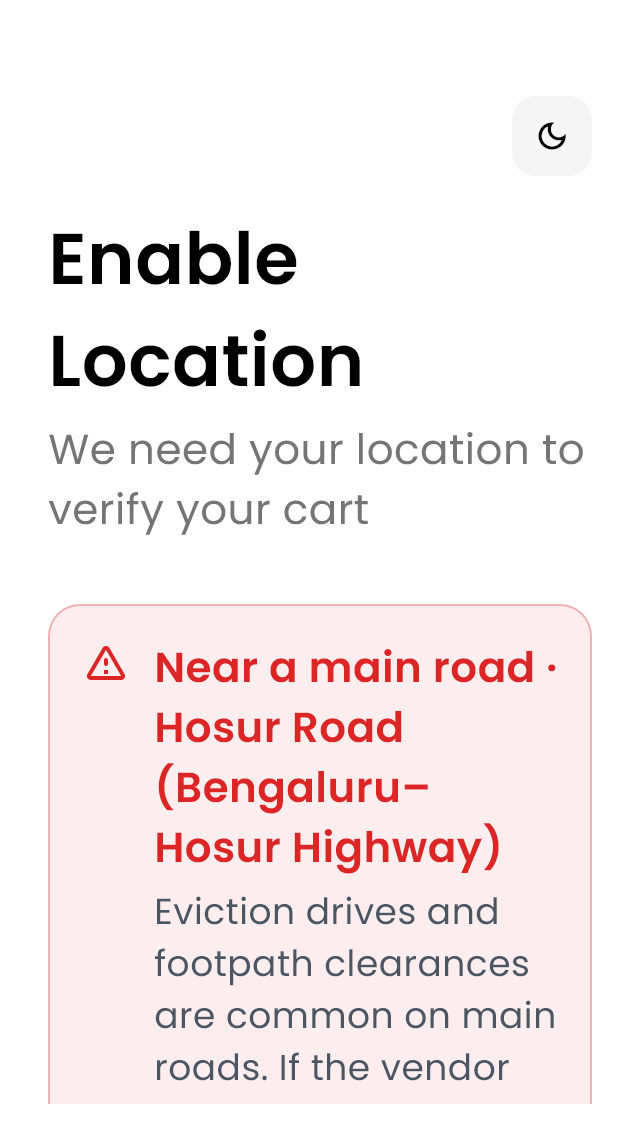 Enable
Location
We need your location to
verify your cart
Near a main road ·
Hosur Road
(Bengaluru–
Hosur Highway)
Eviction drives and
footpath clearances
are common on main
roads. If the vendor